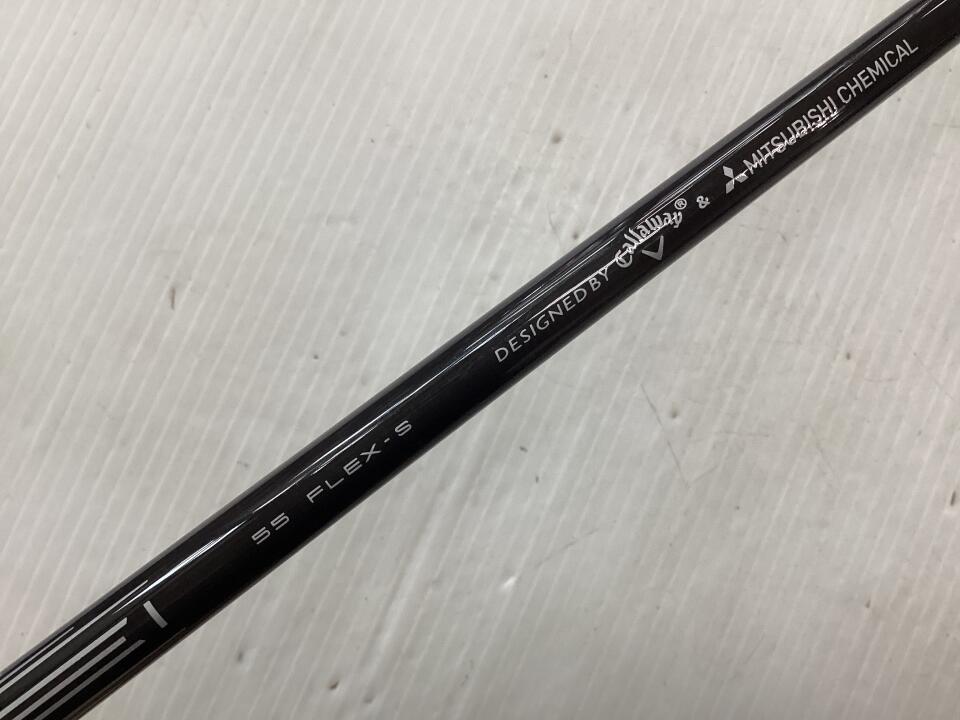 55 FLEX-S
DESIGNED BY Callaway® & MITSUBISHI CHEMICAL